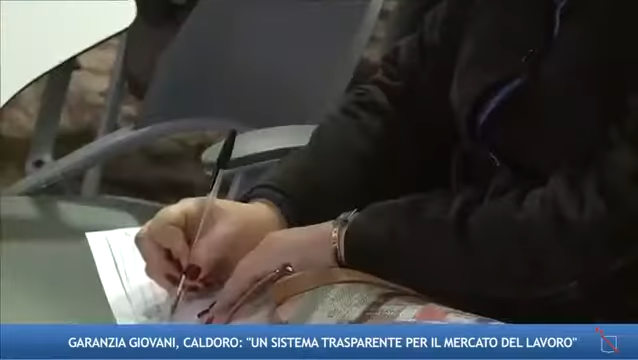 GARANZIA GIOVANI, CALDORO: "UN SISTEMA TRASPARENTE PER IL MERCATO DEL LAVORO"